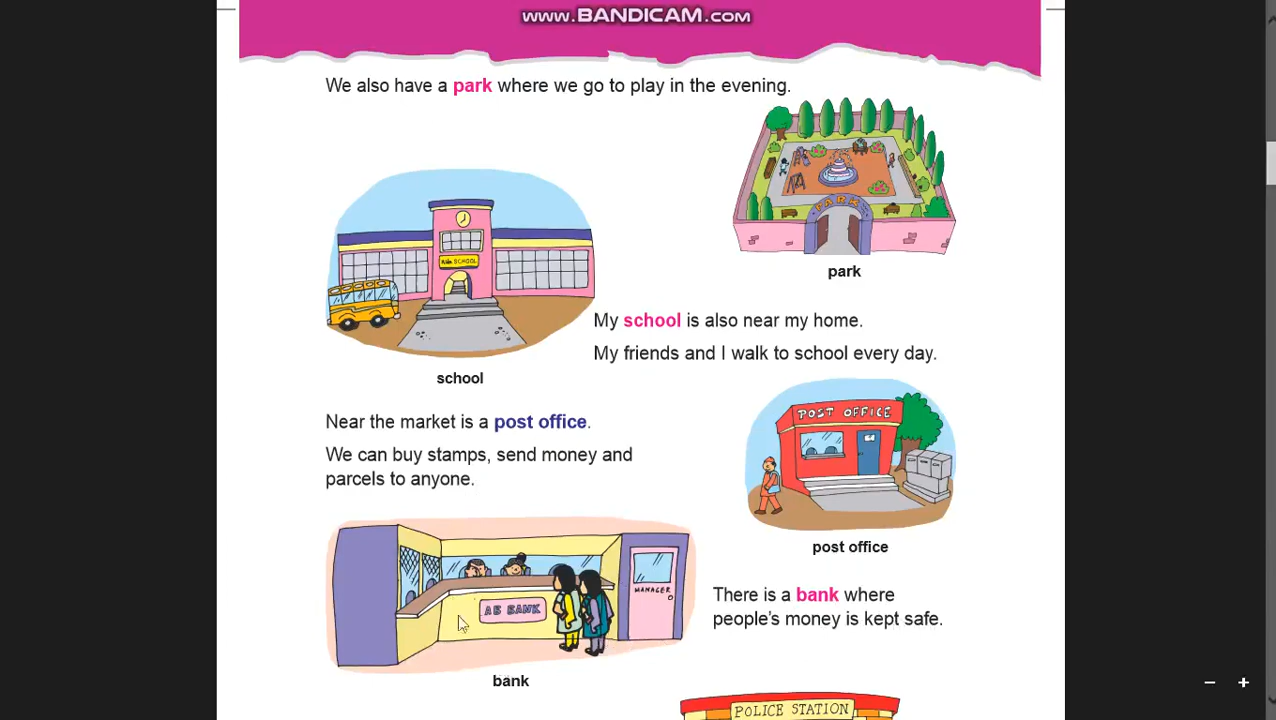 www.BANDICAM.com
We also have a park where we go to play in the evening.
PARK
park
SCHOOL
My school is also near my home.
My friends and I walk to school every day.
school
Near the market is a post office.
We can buy stamps, send money and
parcels to anyone.
POST OFFICE
post office
AB BANK
MANAGER
There is a bank where
people's money is kept safe.
bank
POLICE STATION